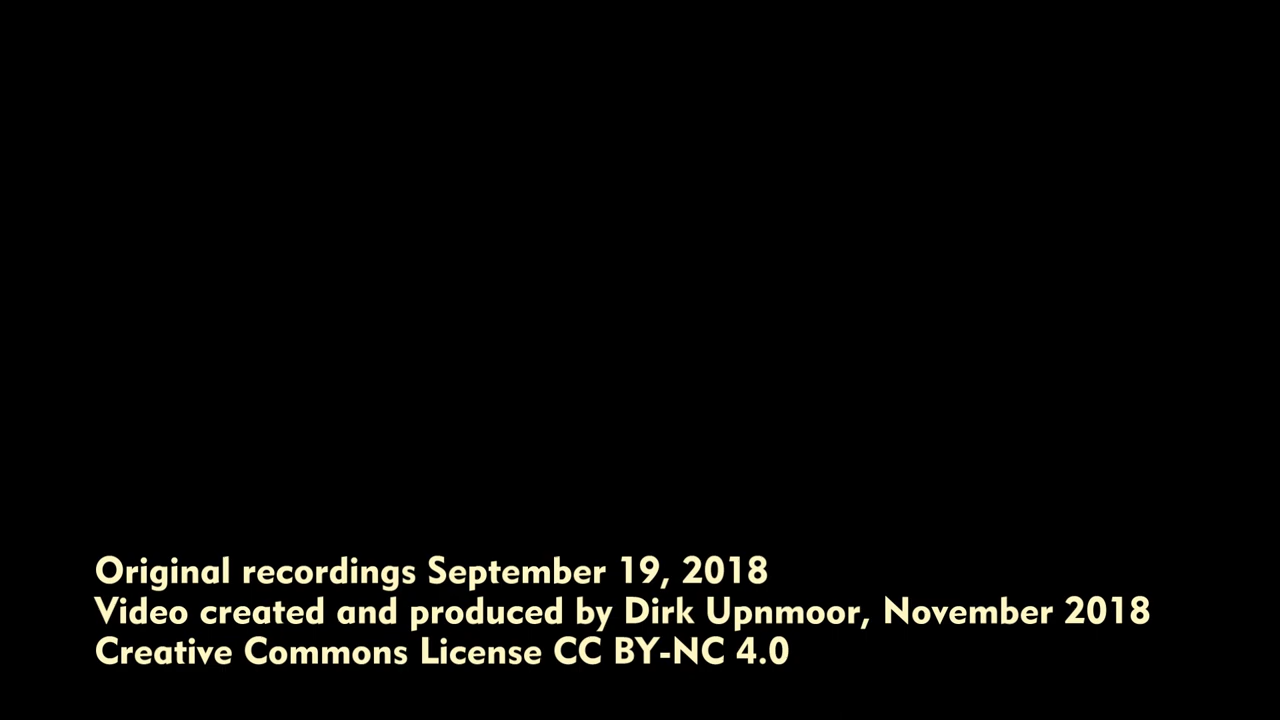 Original recordings September 19, 2018
Video created and produced by Dirk Upnmoor, November 2018
Creative Commons License CC BY-NC 4.0